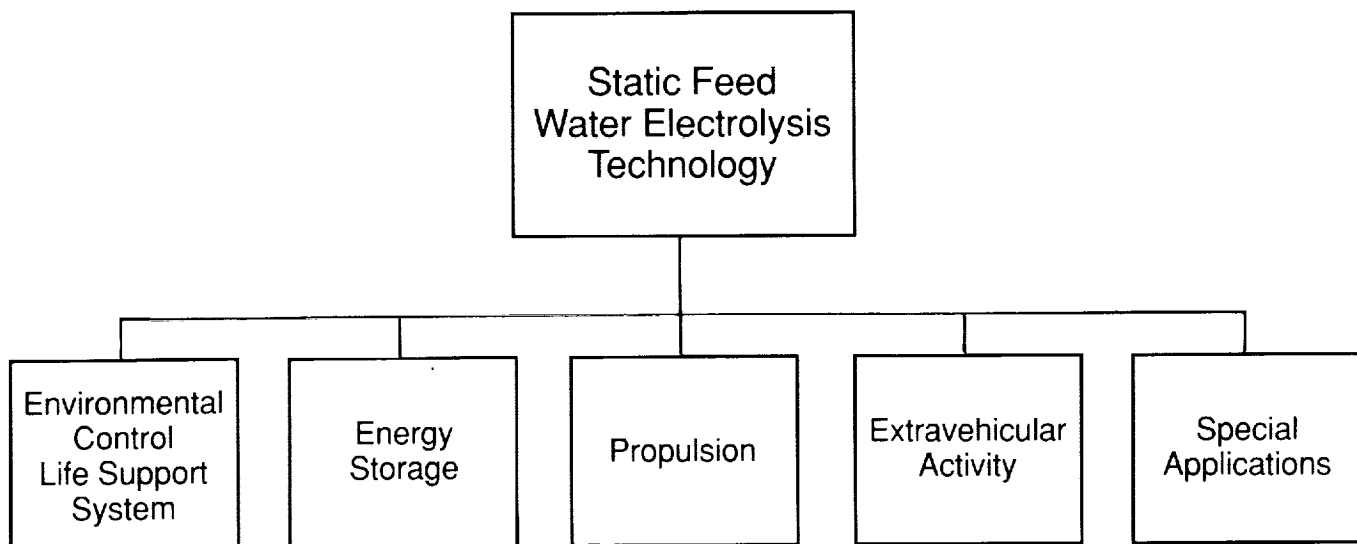 Static Feed
Water Electrolysis
Technology
Environmental
Control
Life Support
System
Energy
Storage
Propulsion
Extravehicular
Activity
Special
Applications